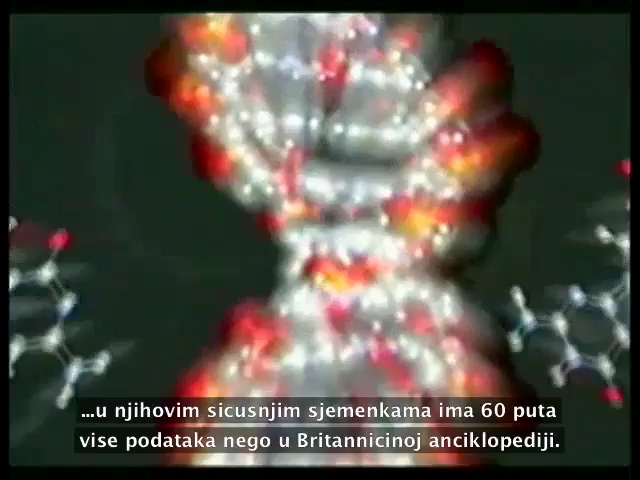 ...u njihovim sicusnjim sjemenkama ima 60 puta
vise podataka nego u Britannicinoj anciklopediji.